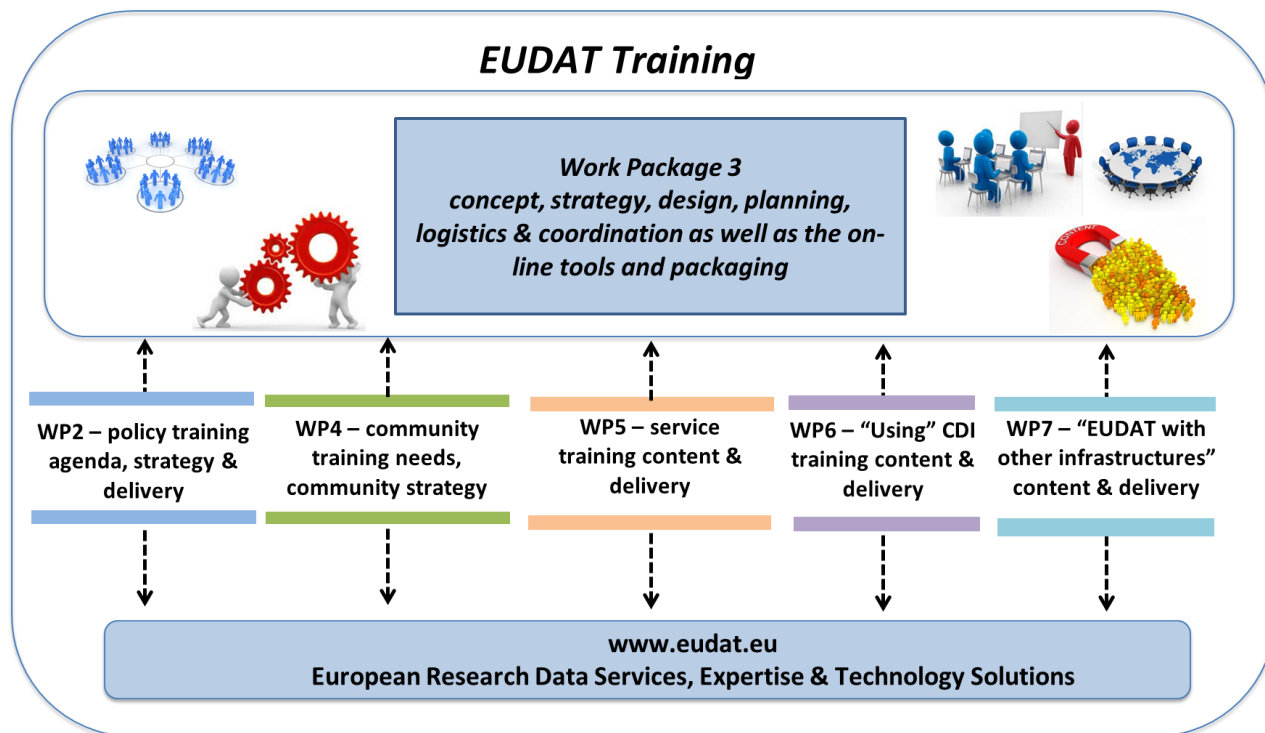 EUDAT Training
Work Package 3
concept, strategy, design, planning,
logistics & coordination as well as the on-
line tools and packaging
CONTENT
WP2 – policy training
agenda, strategy &
delivery
WP4 – community
training needs,
community strategy
WP5 – service
training content &
delivery
WP6 – “Using” CDI
training content &
delivery
WP7 – “EUDAT with
other infrastructures”
content & delivery
www.eudat.eu
European Research Data Services, Expertise & Technology Solutions